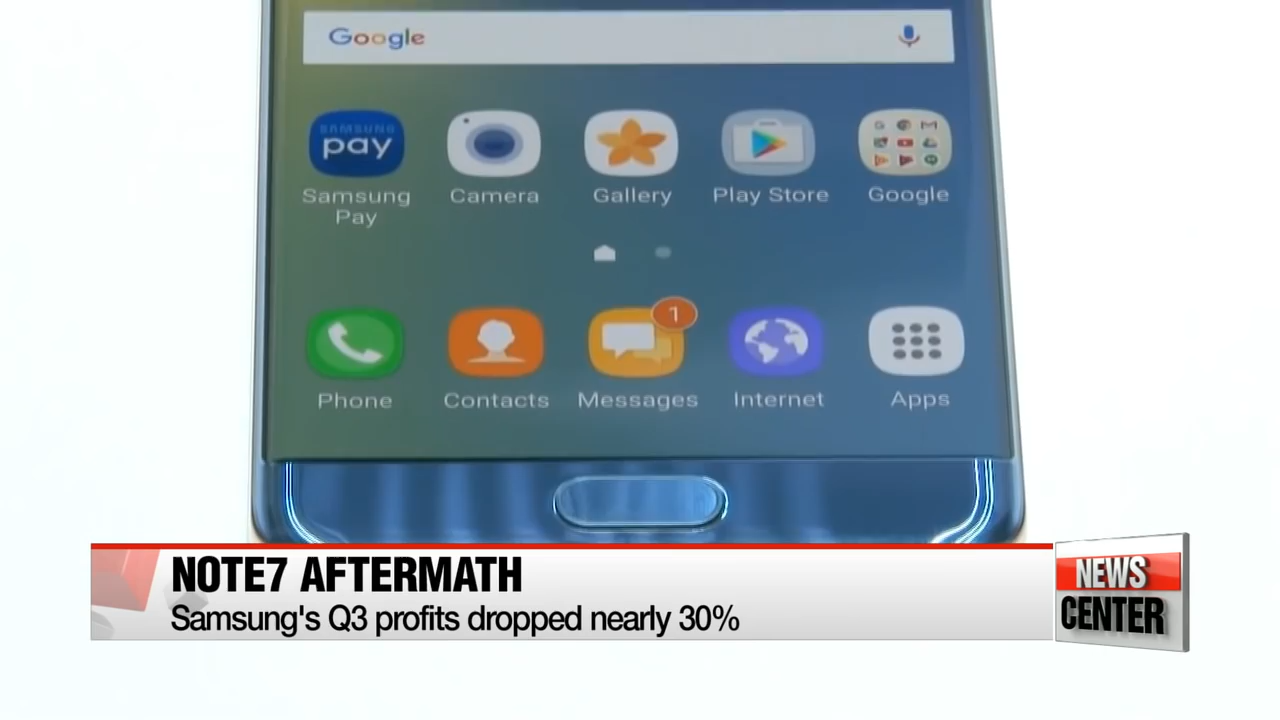 Google
SAMSUNG
pay
Samsung
Pay
Camera
Gallery
Play Store
Google
1
Phone
Contacts
Messages
Internet
Apps
NOTE7 AFTERMATH
Samsung's Q3 profits dropped nearly 30%
NEWS
CENTER